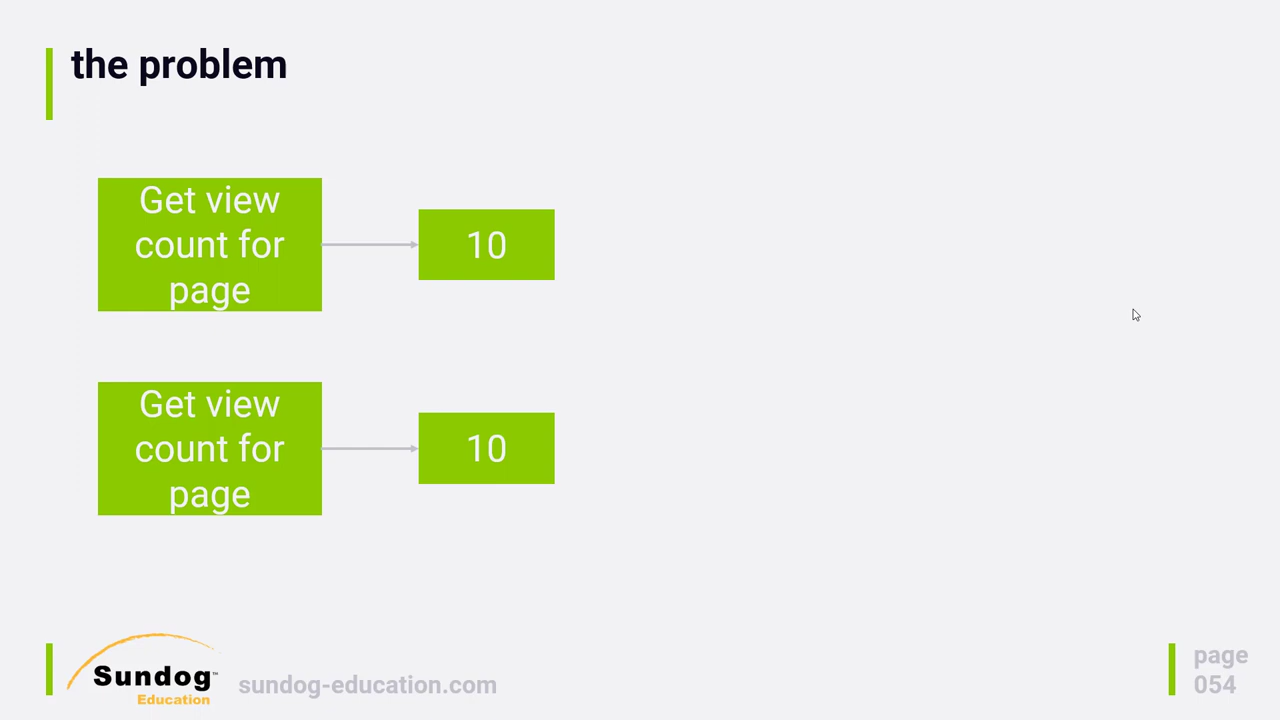 the problem
Get view
count for
page
10
Get view
count for
page
10
Sundog™
Education
sundog-education.com
page
054